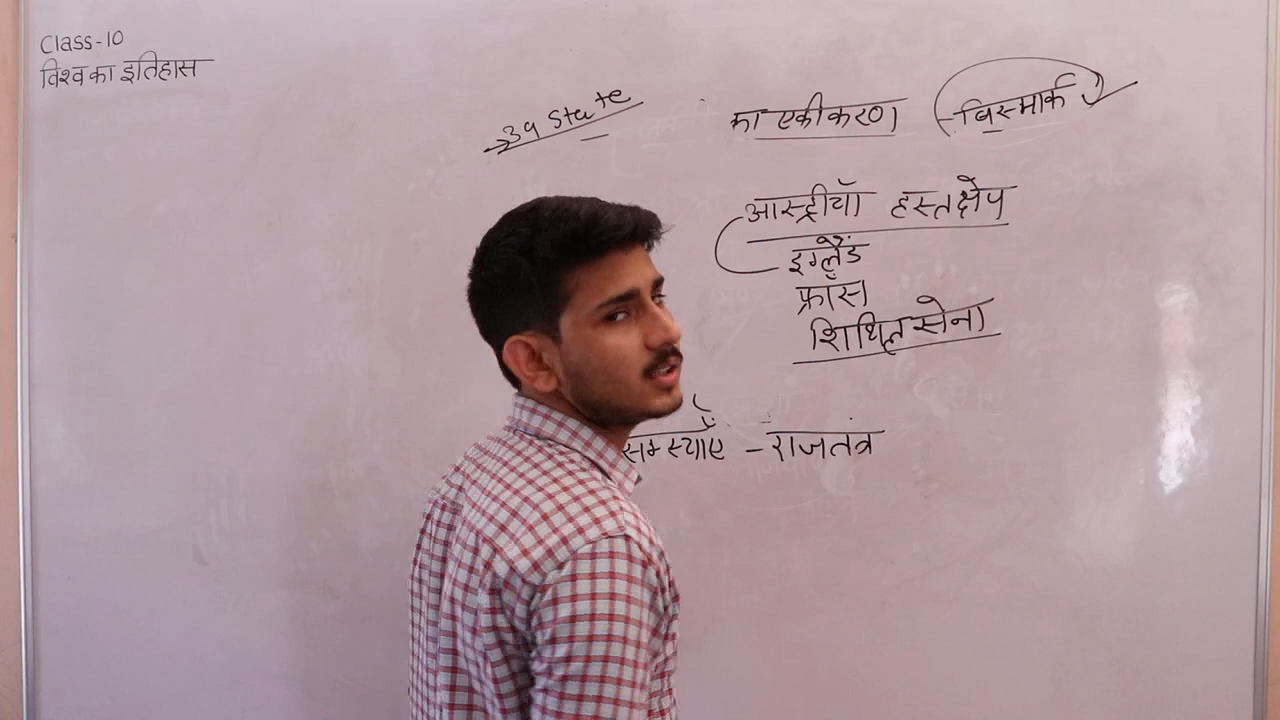 Class-10
विश्व का इतिहास
→39 State
का एकीकरण (-विस्मार्क)
आस्ट्रीयाॅ हस्तक्षेप
इग्लैंड
फ्राँस
शिथिल सेना
समस्याएँ - राजतंत्र